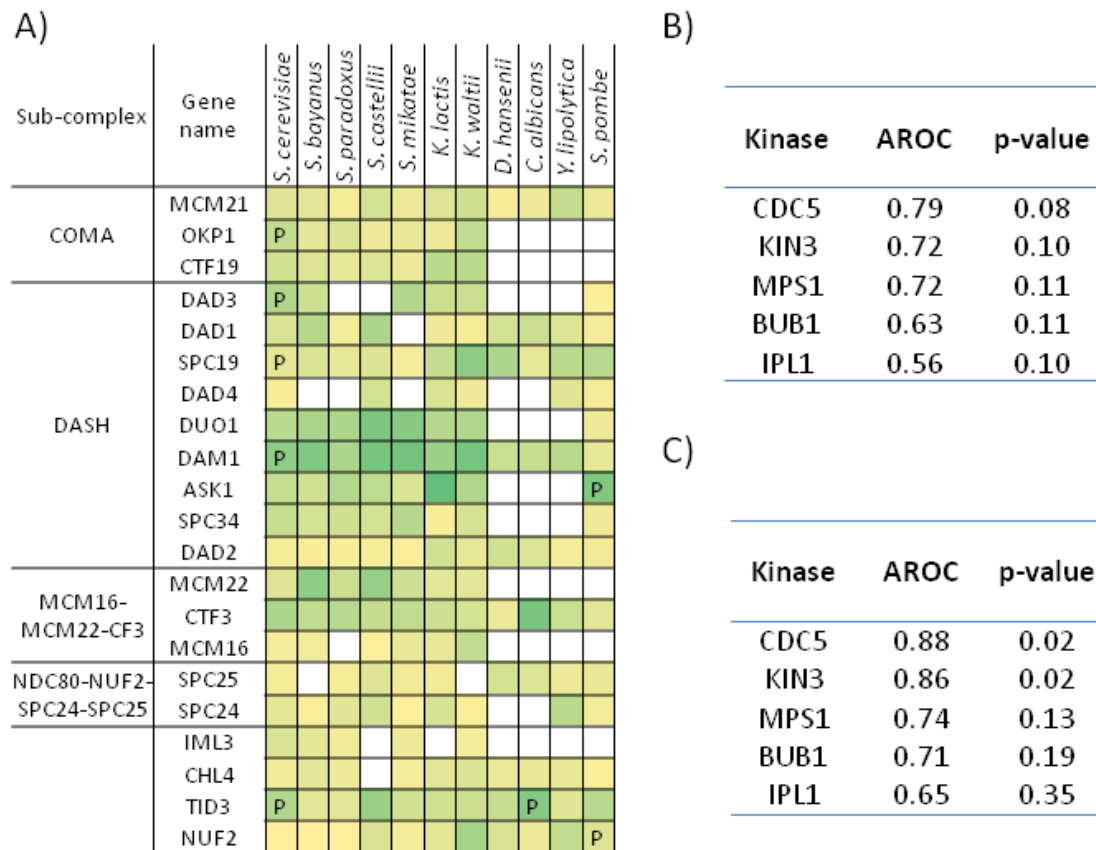 A)
Sub-complex
Gene name
S. cerevisiae
S. bayanus
S. paradoxus
S. castellii
S. mikatae
K. lactis
K. waltii
D. hansenii
C. albicans
Y. lipolytica
S. pombe
COMA
MCM21
OKP1 P
CTF19
DASH
DAD3 P
DAD1
SPC19 P
DAD4
DUO1
DAM1 P
ASK1 P
SPC34
DAD2
MCM16-
MCM22-CF3
MCM22
CTF3
MCM16
NDC80-NUF2-
SPC24-SPC25
SPC25
SPC24
IML3
CHL4
TID3 P P
NUF2 P
B)
Kinase AROC p-value
CDC5 0.79 0.08
KIN3 0.72 0.10
MPS1 0.72 0.11
BUB1 0.63 0.11
IPL1 0.56 0.10
C)
Kinase AROC p-value
CDC5 0.88 0.02
KIN3 0.86 0.02
MPS1 0.74 0.13
BUB1 0.71 0.19
IPL1 0.65 0.35